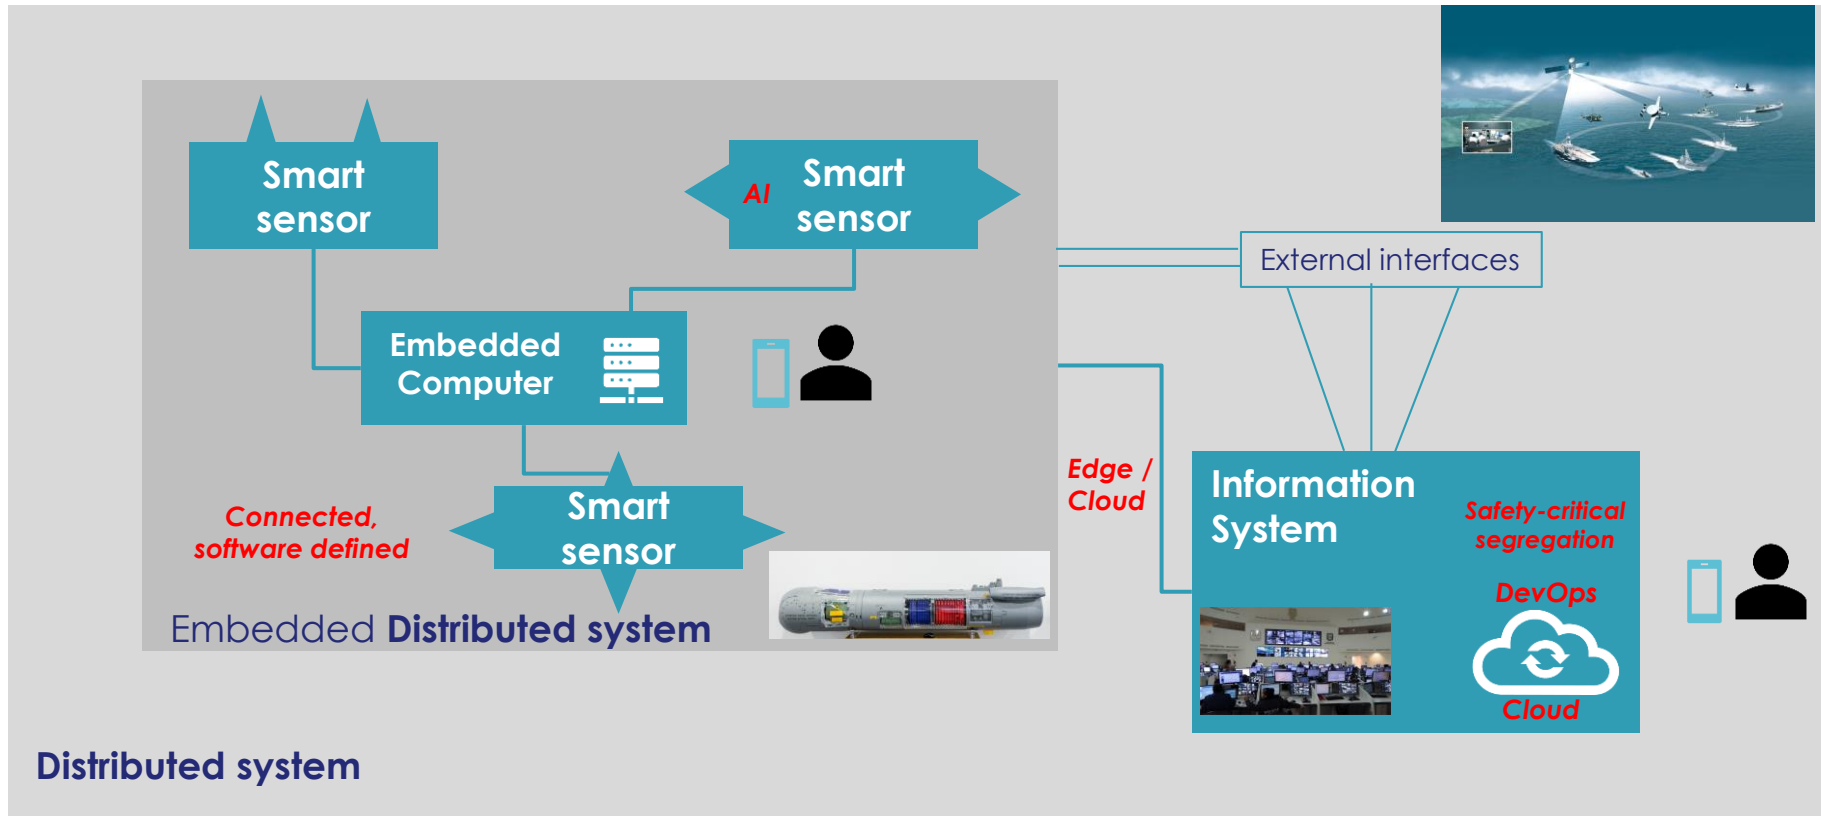 Smart
sensor
AI
Smart
sensor
External interfaces
Embedded
Computer
Edge /
Cloud
Information
System
Safety-critical
segregation
Connected,
software defined
Smart
sensor
DevOps
Cloud
Embedded Distributed system
Distributed system